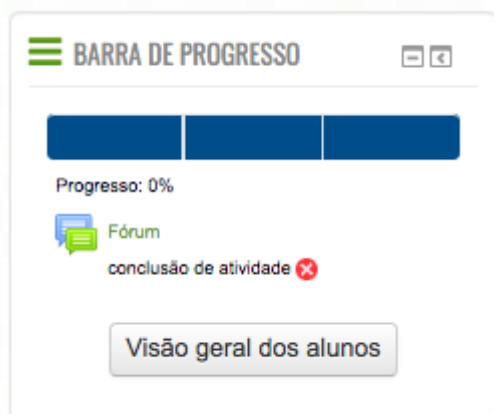 BARRA DE PROGRESSO
Progresso: 0%
Fórum
conclusão de atividade
Visão geral dos alunos